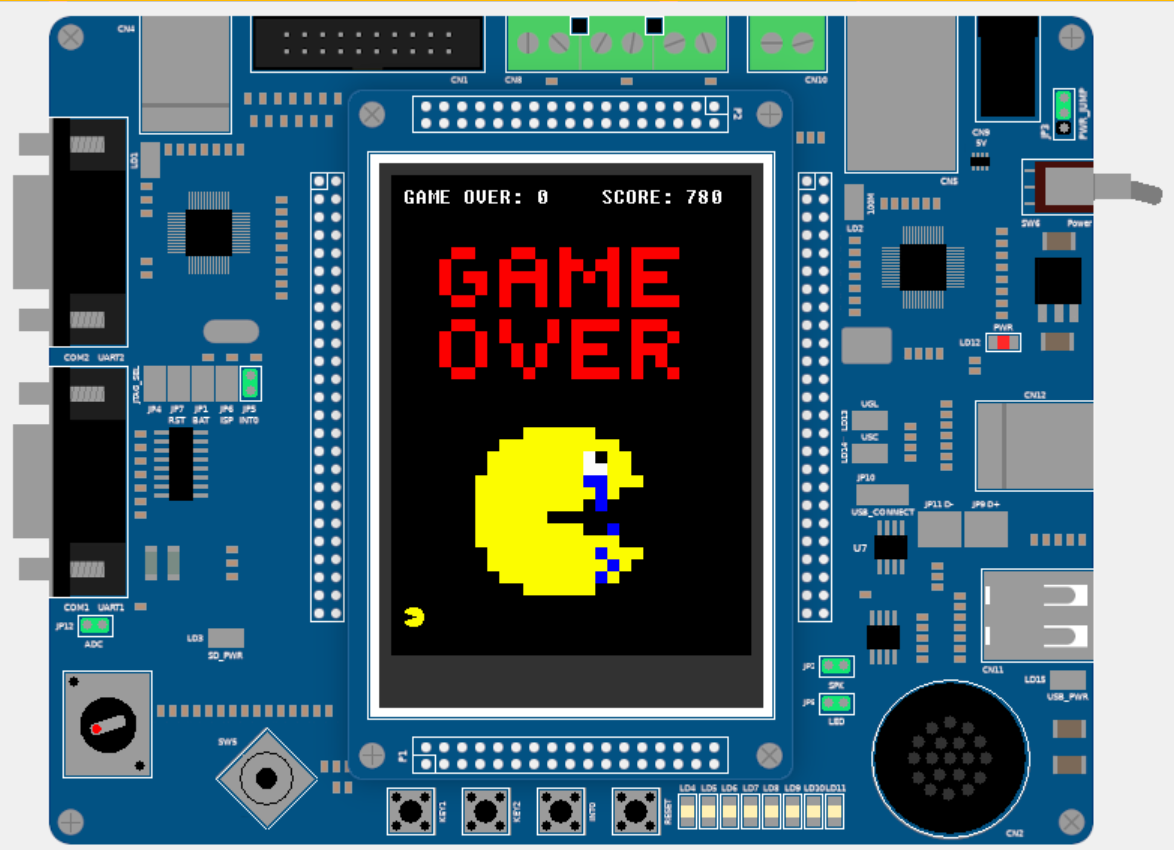 CN4
CN1
CN8
CN10
P2
PWR_JUMP
JP3
CN9
5V
LD1
CN5
GAME OVER: 0 SCORE: 780
100M
LD2
SW6 Power
GAME
OVER
PWR
LD12
COM2 UART2
JTAG_SEL
JP4 JP7 JP1 JP6 JP5
RST BAT ISP INT0
CN12
UGL
LD13
USC
LD14
JP10
USB_CONNECT
JP11 D- JP9 D+
U7
COM1 UART1
JP12
ADC
LD3
SD_PWR
JP2
SPK
CN11
LD15
USB_PWR
LED
SW5
P1
KEY1
KEY2
INT0
RESET
LD4 LD5 LD6 LD7 LD8 LD9 LD10 LD11
CN2